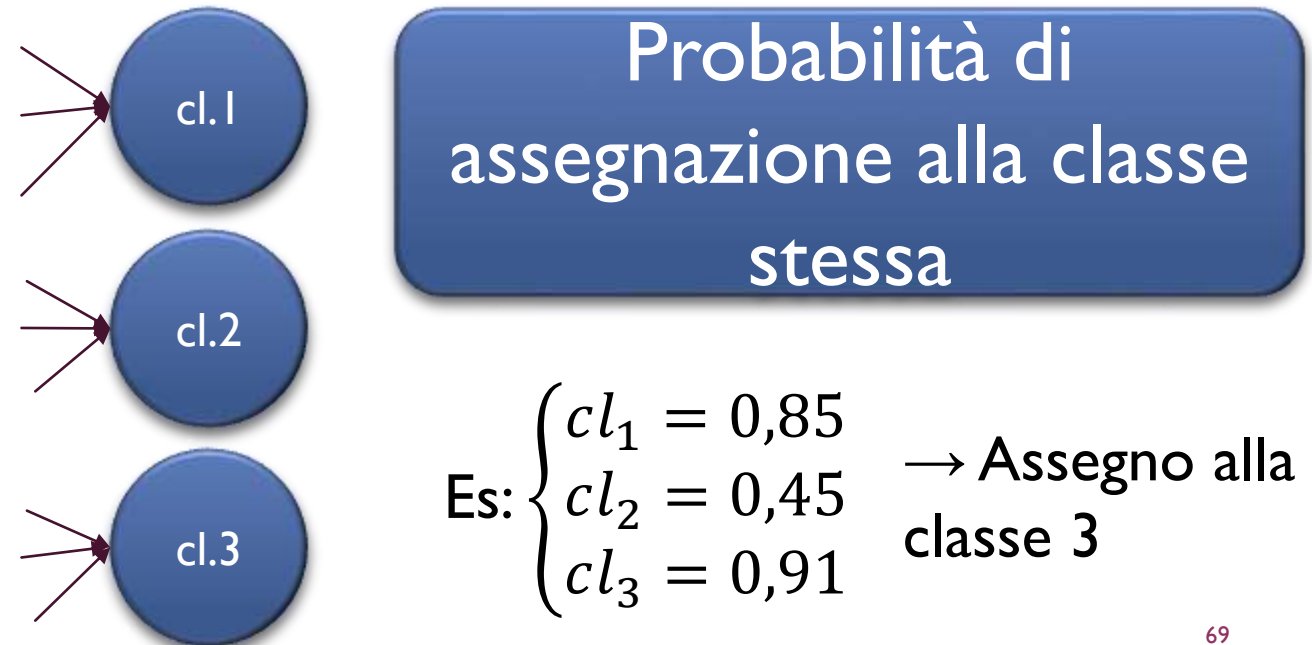 cl.1
cl.2
cl.3
Probabilità di
assegnazione alla classe
stessa
Es: { cl₁ = 0,85
cl₂ = 0,45
cl₃ = 0,91
→ Assegno alla
classe 3
69